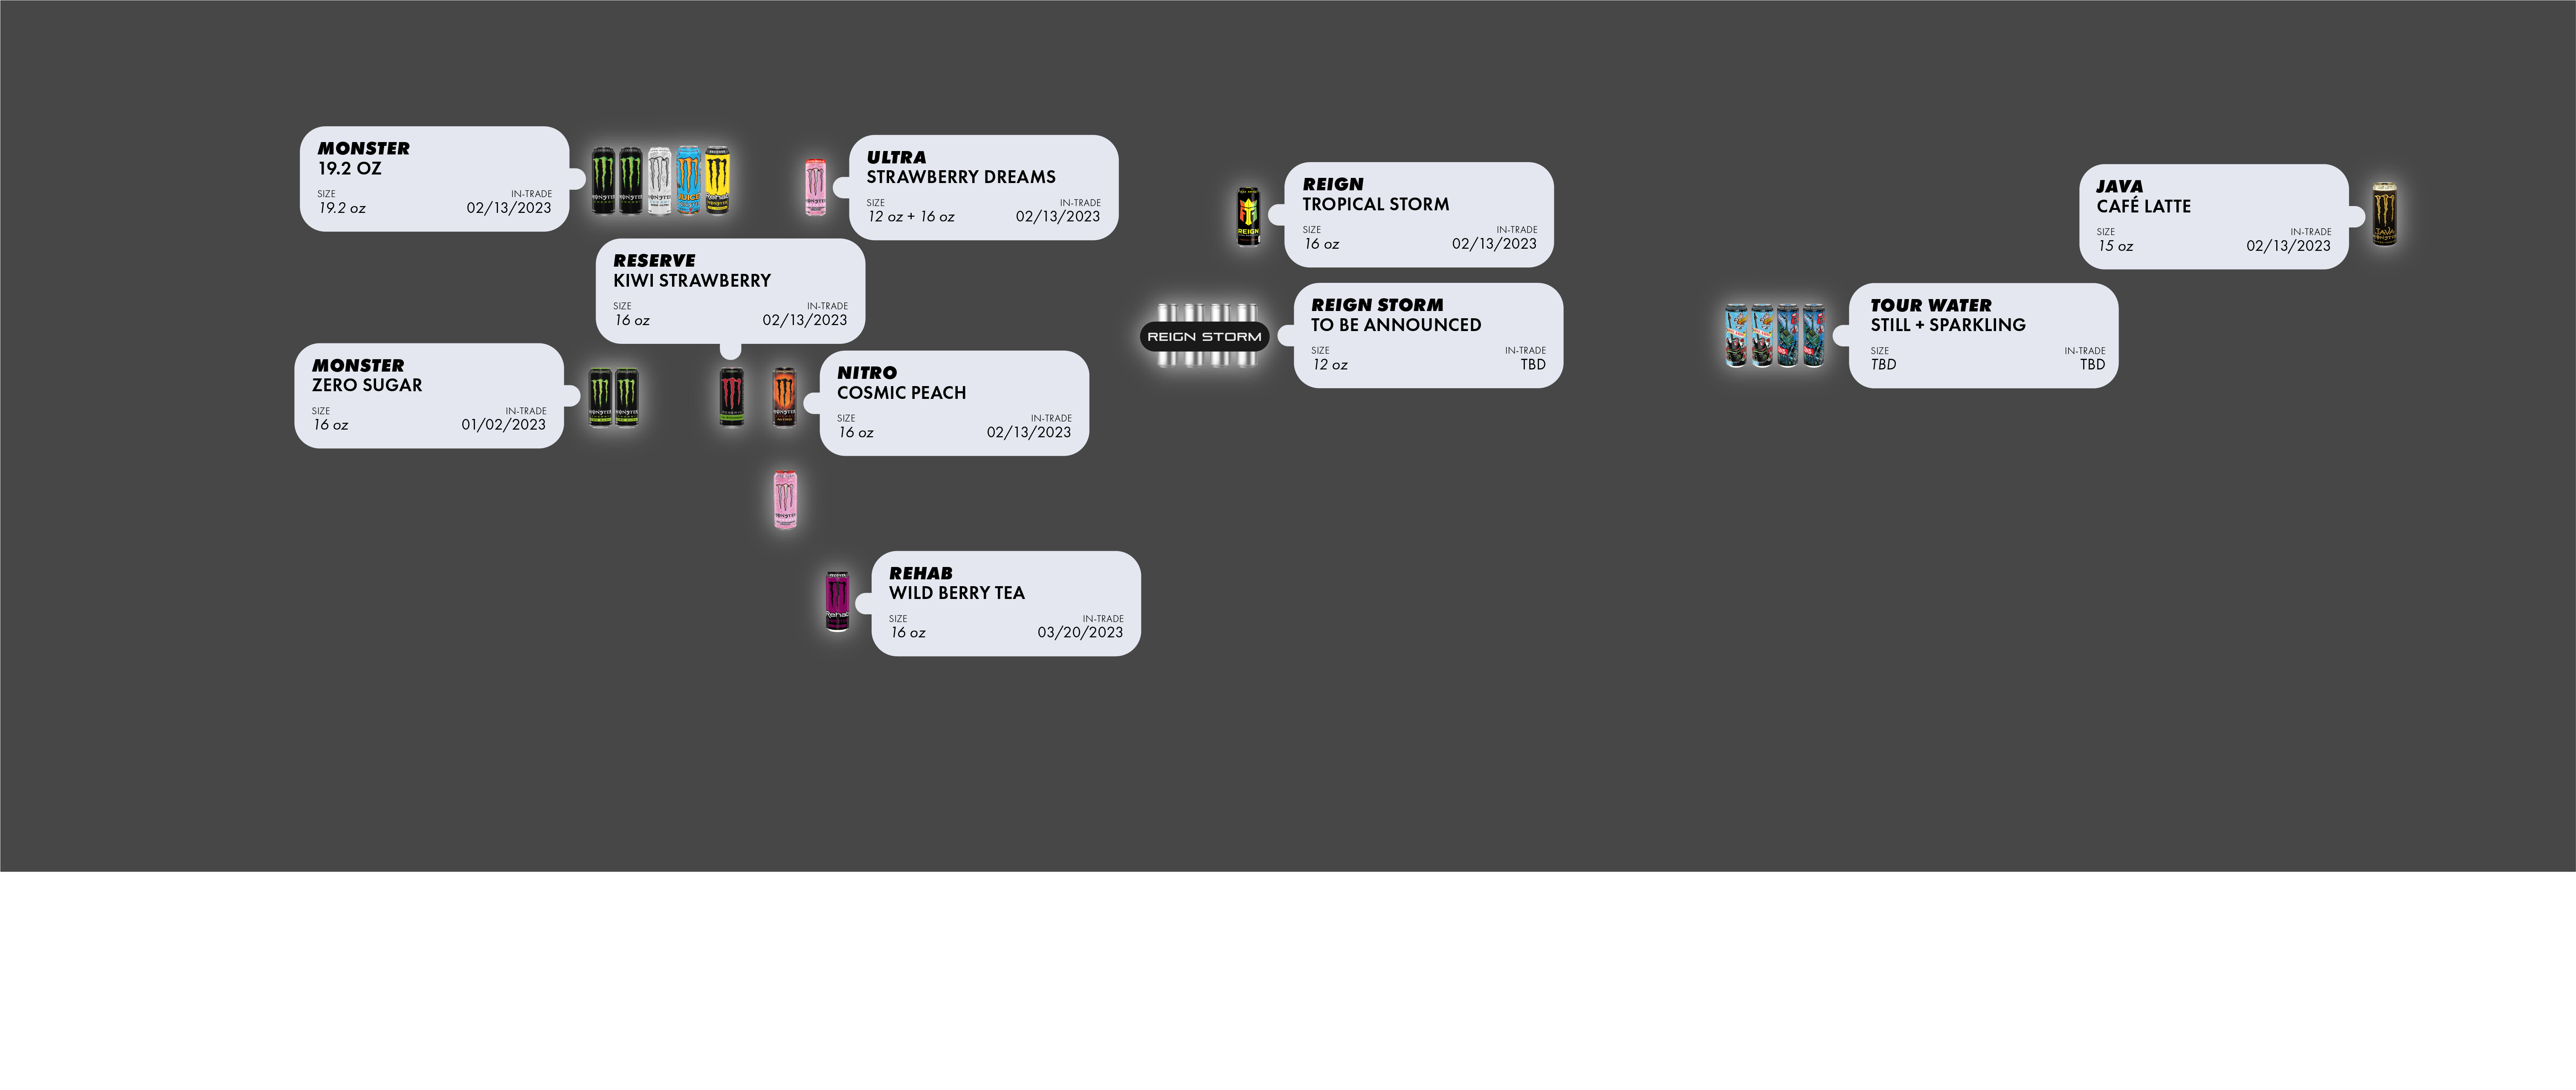 MONSTER
19.2 OZ
SIZE IN-TRADE
19.2 oz 02/13/2023
ULTRA
STRAWBERRY DREAMS
SIZE IN-TRADE
12 oz + 16 oz 02/13/2023
REIGN
TROPICAL STORM
SIZE IN-TRADE
16 oz 02/13/2023
JAVA
CAFÉ LATTE
SIZE IN-TRADE
15 oz 02/13/2023
RESERVE
KIWI STRAWBERRY
SIZE IN-TRADE
16 oz 02/13/2023
REIGN STORM
REIGN STORM
TO BE ANNOUNCED
SIZE IN-TRADE
12 oz TBD
TOUR WATER
STILL + SPARKLING
SIZE IN-TRADE
TBD TBD
MONSTER
ZERO SUGAR
SIZE IN-TRADE
16 oz 01/02/2023
NITRO
COSMIC PEACH
SIZE IN-TRADE
16 oz 02/13/2023
REHAB
WILD BERRY TEA
SIZE IN-TRADE
16 oz 03/20/2023